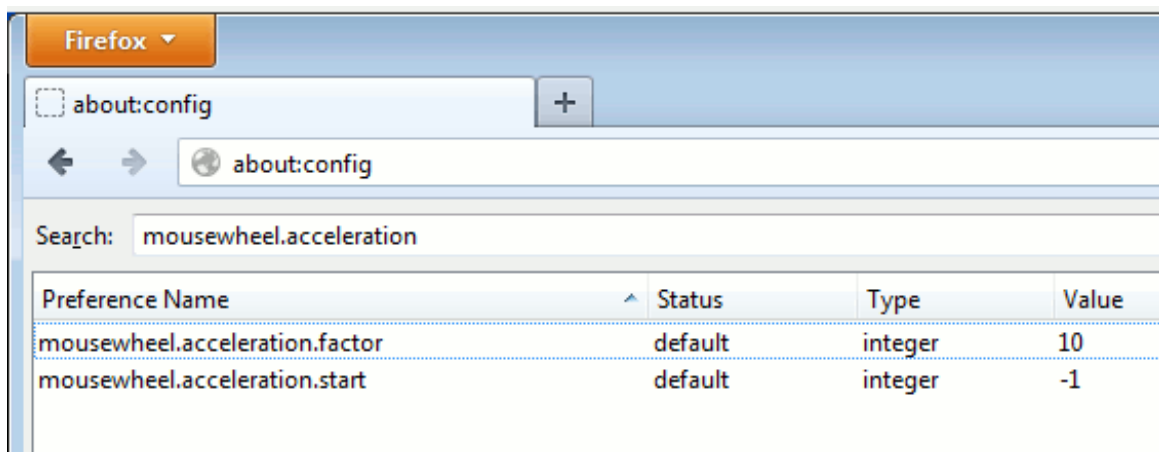 Firefox
about:config
about:config
Search: mousewheel.acceleration
Preference Name Status Type Value
mousewheel.acceleration.factor default integer 10
mousewheel.acceleration.start default integer -1